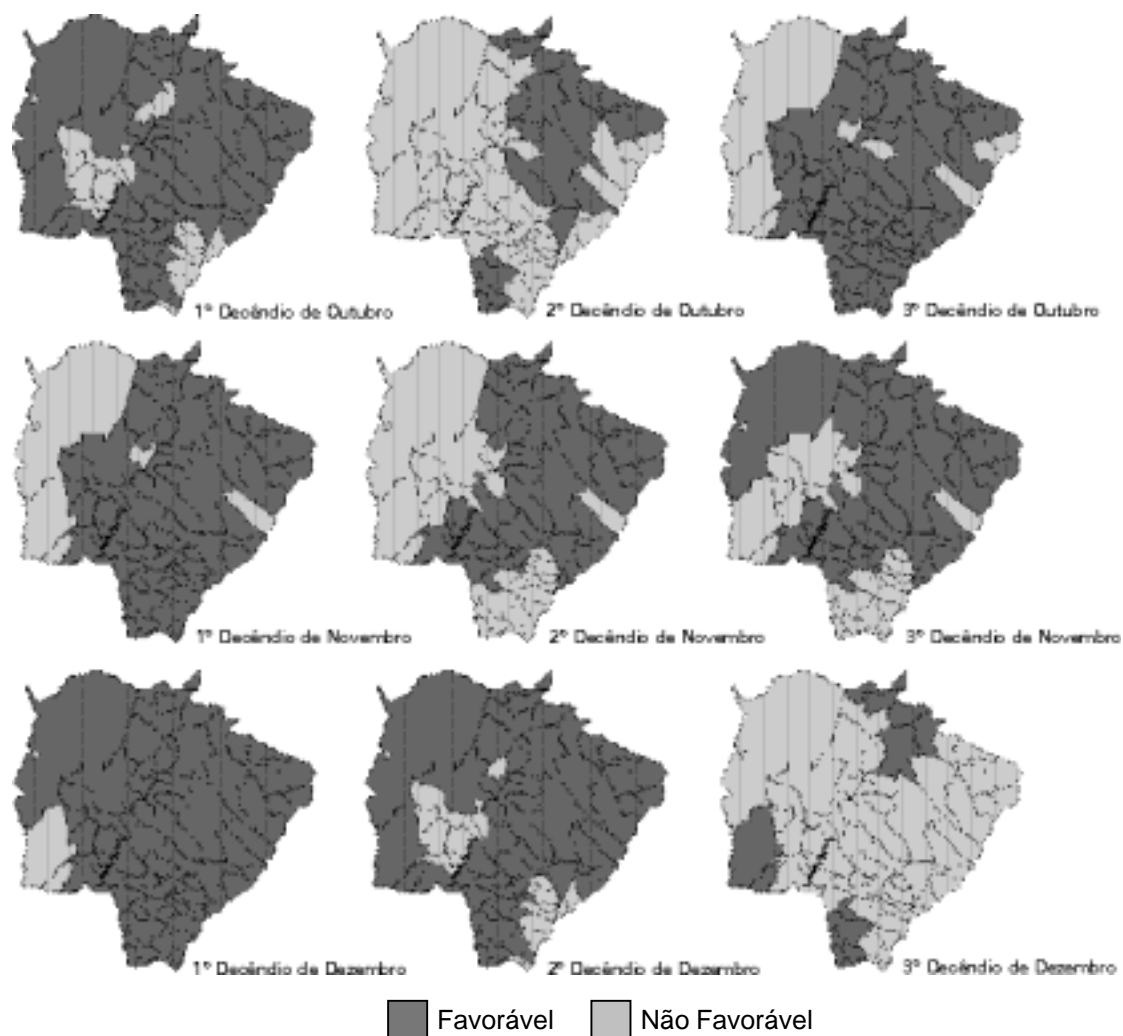 1º Decêndio de Outubro
2º Decêndio de Outubro
3º Decêndio de Outubro
1º Decêndio de Novembro
2º Decêndio de Novembro
3º Decêndio de Novembro
1º Decêndio de Dezembro
2º Decêndio de Dezembro
3º Decêndio de Dezembro
Favorável
Não Favorável